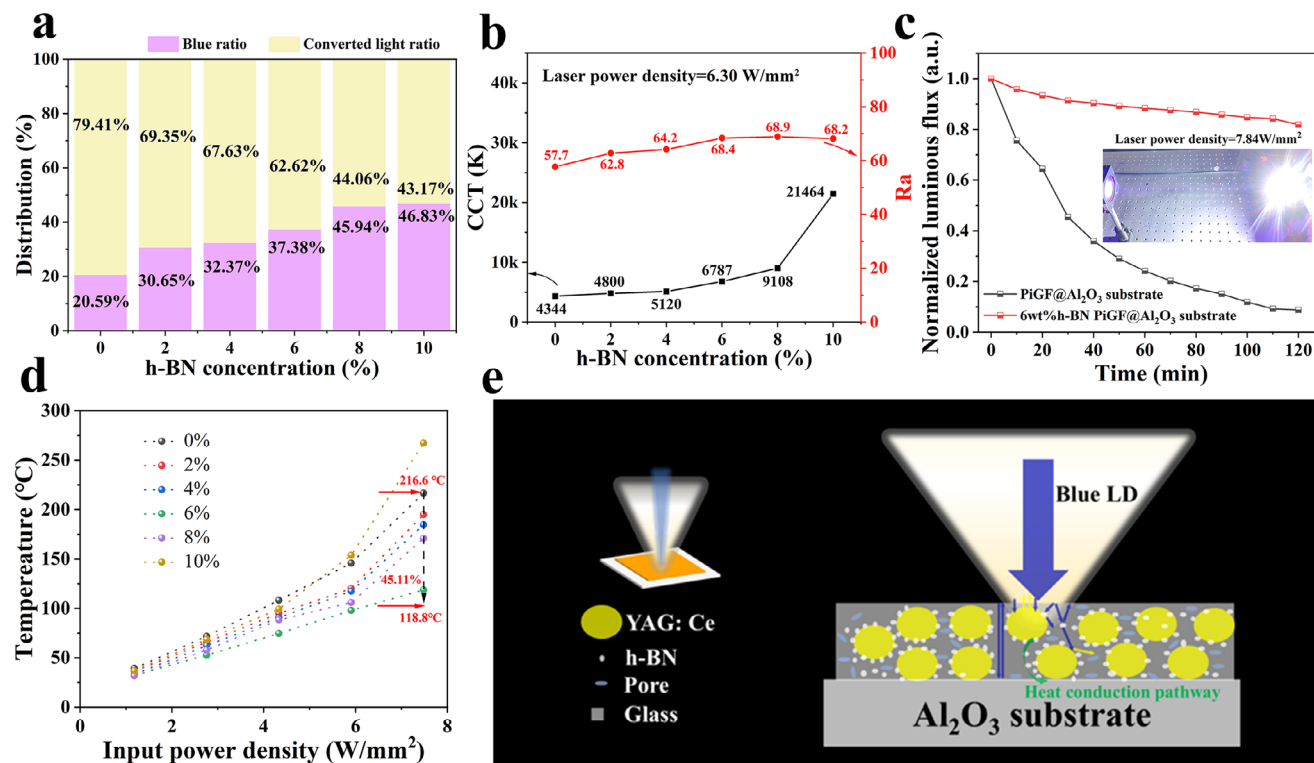 a
Blue ratio
Converted light ratio
Distribution (%)
100
80
60
40
20
0
79.41%
69.35%
67.63%
62.62%
44.06%
43.17%
20.59%
30.65%
32.37%
37.38%
45.94%
46.83%
0 2 4 6 8 10
h-BN concentration (%)
b
Laser power density=6.30 W/mm²
CCT (K)
40k
30k
20k
10k
0
57.7
62.8
64.2
68.4
68.9
68.2
4344
4800
5120
6787
9108
21464
Ra
100
80
60
40
20
0
0 2 4 6 8 10
h-BN concentration (%)
c
Normalized luminous flux (a.u.)
1.0
0.8
0.6
0.4
0.2
0.0
Laser power density=7.84W/mm²
PiGF@Al₂O₃ substrate
6wt%h-BN PiGF@Al₂O₃ substrate
0 20 40 60 80 100 120
Time (min)
d
Tempereature (℃)
300
250
200
150
100
50
0
0%
2%
4%
6%
8%
10%
216.6 ℃
45.11%
118.8℃
0 2 4 6 8
Input power density (W/mm²)
e
YAG: Ce
h-BN
Pore
Glass
Blue LD
Heat conduction pathway
Al₂O₃ substrate